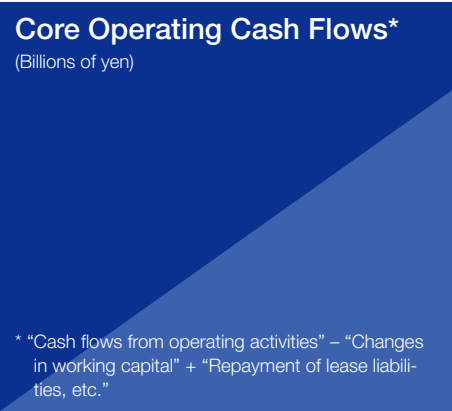 Core Operating Cash Flows*
(Billions of yen)
* “Cash flows from operating activities” – “Changes
in working capital” + “Repayment of lease liabili-
ties, etc.”